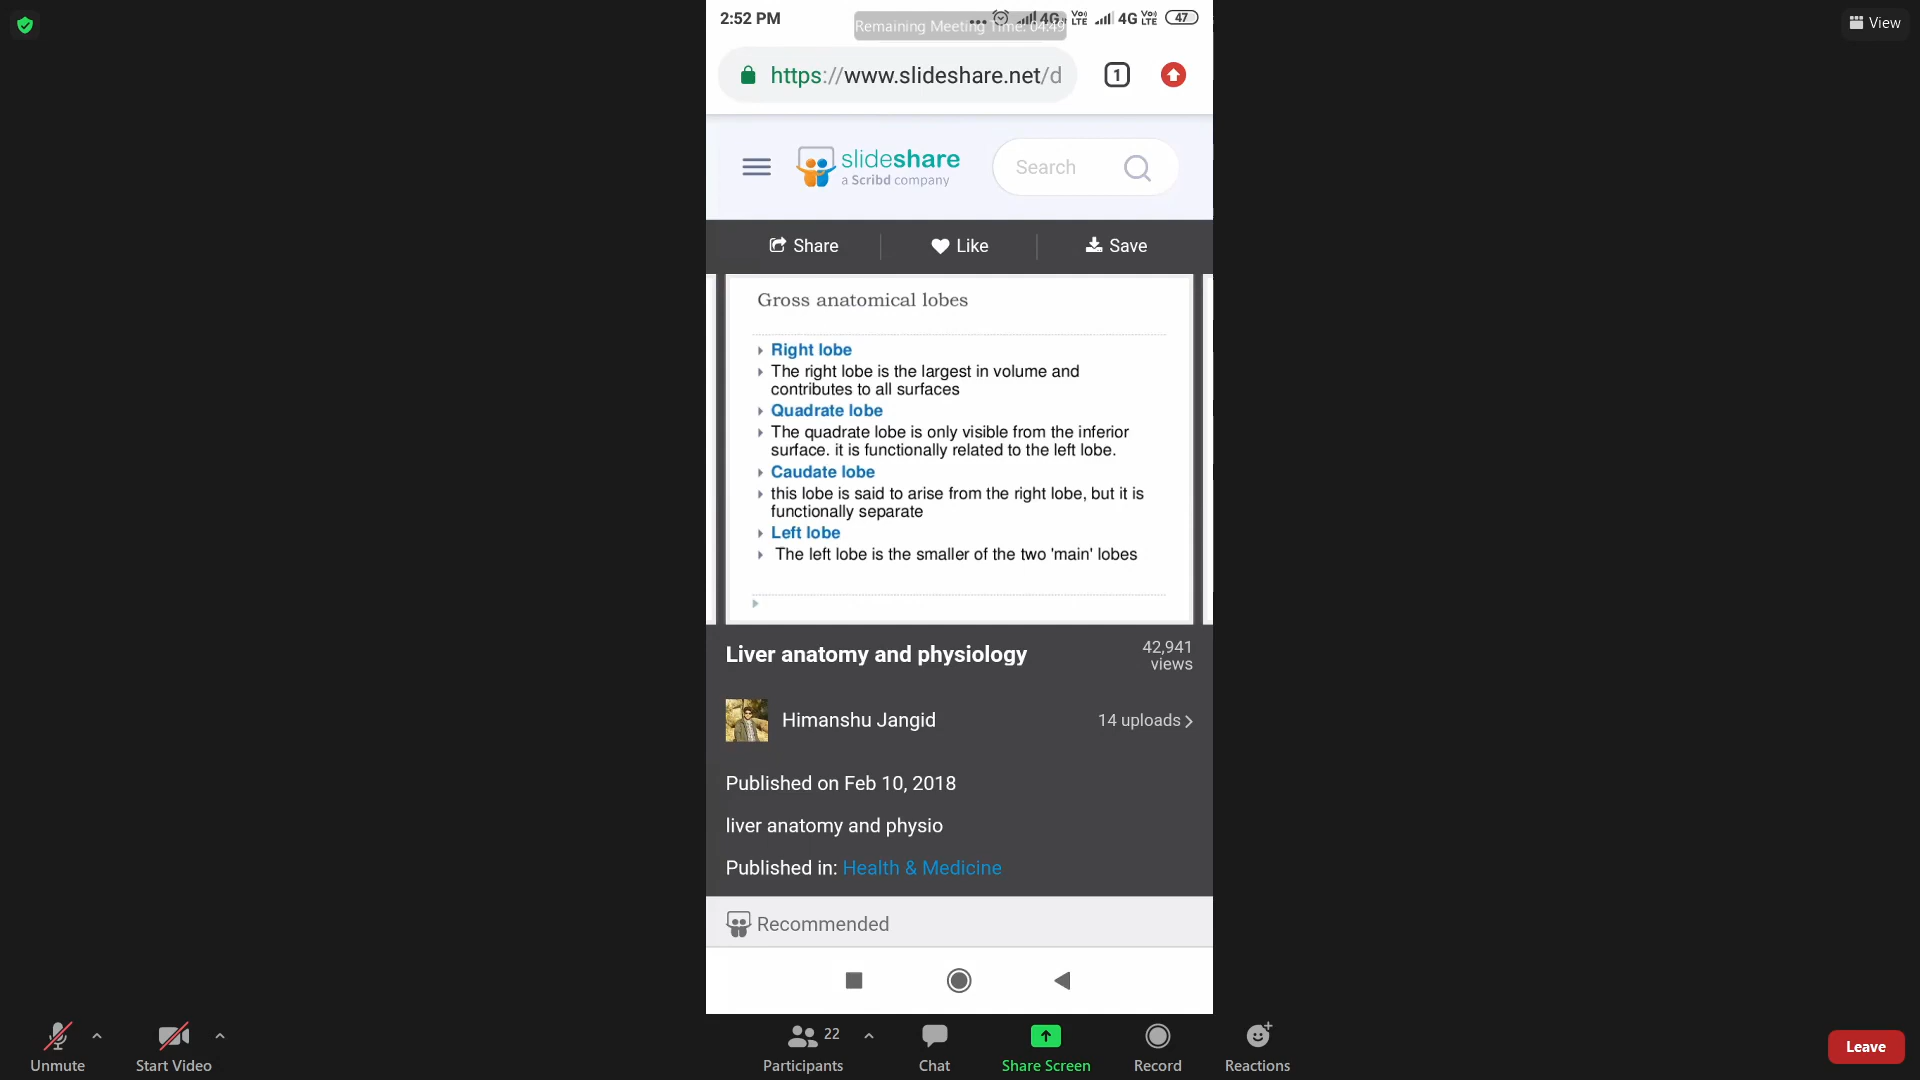 2:52 PM
4G VoLTE 4G VoLTE 47
Remaining Meeting Time: 04:49
View
https://www.slideshare.net/d
1
slideshare
a Scribd company
Search
Share Like Save
Gross anatomical lobes
Right lobe
The right lobe is the largest in volume and
contributes to all surfaces
Quadrate lobe
The quadrate lobe is only visible from the inferior
surface. it is functionally related to the left lobe.
Caudate lobe
this lobe is said to arise from the right lobe, but it is
functionally separate
Left lobe
The left lobe is the smaller of the two 'main' lobes
Liver anatomy and physiology
42,941
views
Himanshu Jangid
14 uploads
Published on Feb 10, 2018
liver anatomy and physio
Published in: Health & Medicine
Recommended
22
Unmute Start Video Participants Chat Share Screen Record Reactions
Leave